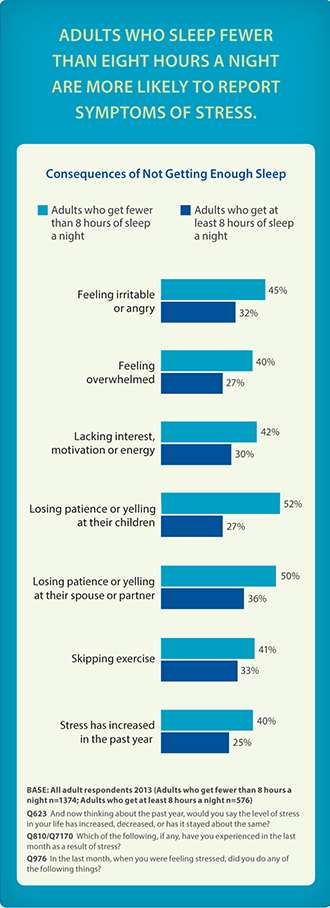 ADULTS WHO SLEEP FEWER
THAN EIGHT HOURS A NIGHT
ARE MORE LIKELY TO REPORT
SYMPTOMS OF STRESS.
Consequences of Not Getting Enough Sleep
Adults who get fewer
than 8 hours of sleep
a night
Adults who get at
least 8 hours of sleep
a night
Feeling irritable
or angry
45%
32%
Feeling
overwhelmed
40%
27%
Lacking interest,
motivation or energy
42%
30%
Losing patience or yelling
at their children
52%
27%
Losing patience or yelling
at their spouse or partner
50%
36%
Skipping exercise
41%
33%
Stress has increased
in the past year
40%
25%
BASE: All adult respondents 2013 (Adults who get fewer than 8 hours a
night n=1374; Adults who get at least 8 hours a night n=576)
Q623 And now thinking about the past year, would you say the level of stress
in your life has increased, decreased, or has it stayed about the same?
Q810/Q7170 Which of the following, if any, have you experienced in the last
month as a result of stress?
Q976 In the last month, when you were feeling stressed, did you do any of
the following things?